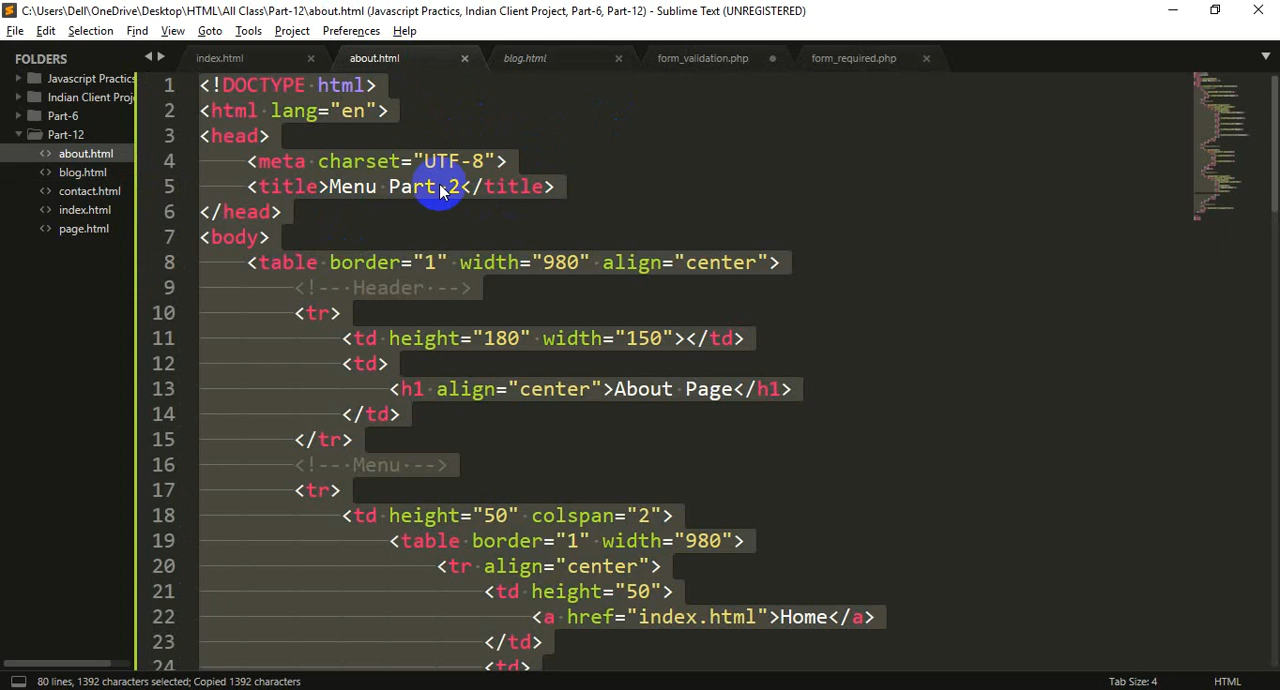 C:\Users\Dell\OneDrive\Desktop\HTML\All Class\Part-12\about.html (Javascript Practics, Indian Client Project, Part-6, Part-12) - Sublime Text (UNREGISTERED)
File Edit Selection Find View Goto Tools Project Preferences Help
FOLDERS
Javascript Practics
Indian Client Proj
Part-6
Part-12
about.html
blog.html
contact.html
index.html
page.html
index.html about.html blog.html form_validation.php form_required.php
1 <!DOCTYPE html>
2 <html lang="en">
3 <head>
4 <meta charset="UTF-8">
5 <title>Menu Part 2</title>
6 </head>
7 <body>
8 <table border="1" width="980" align="center">
9 <!-- Header -->
10 <tr>
11 <td height="180" width="150"></td>
12 <td>
13 <h1 align="center">About Page</h1>
14 </td>
15 </tr>
16 <!-- Menu -->
17 <tr>
18 <td height="50" colspan="2">
19 <table border="1" width="980">
20 <tr align="center">
21 <td height="50">
22 <a href="index.html">Home</a>
23 </td>
24 <td>
80 lines, 1392 characters selected; Copied 1392 characters Tab Size: 4 HTML